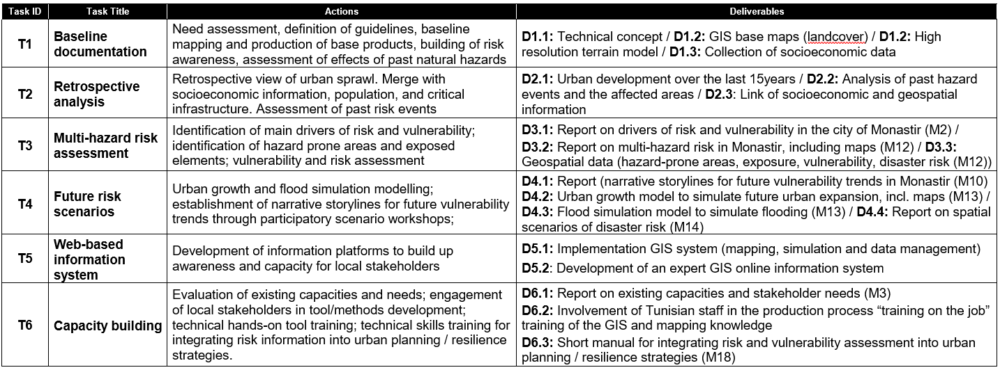 Task ID Task Title Actions Deliverables
T1
Baseline
documentation
Need assessment, definition of guidelines, baseline
mapping and production of base products, building of risk
awareness, assessment of effects of past natural hazards
D1.1: Technical concept / D1.2: GIS base maps (landcover) / D1.2: High
resolution terrain model / D1.3: Collection of socioeconomic data
T2
Retrospective
analysis
Retrospective view of urban sprawl. Merge with
socioeconomic information, population, and critical
infrastructure. Assessment of past risk events
D2.1: Urban development over the last 15years / D2.2: Analysis of past hazard
events and the affected areas / D2.3: Link of socioeconomic and geospatial
information
T3
Multi-hazard risk
assessment
Identification of main drivers of risk and vulnerability;
identification of hazard prone areas and exposed
elements; vulnerability and risk assessment
D3.1: Report on drivers of risk and vulnerability in the city of Monastir (M2) /
D3.2: Report on multi-hazard risk in Monastir, including maps (M12) / D3.3:
Geospatial data (hazard-prone areas, exposure, vulnerability, disaster risk (M12))
T4
Future risk
scenarios
Urban growth and flood simulation modelling;
establishment of narrative storylines for future vulnerability
trends through participatory scenario workshops;
D4.1: Report (narrative storylines for future vulnerability trends in Monastir (M10)
D4.2: Urban growth model to simulate future urban expansion, incl. maps (M13) /
D4.3: Flood simulation model to simulate flooding (M13) / D4.4: Report on spatial
scenarios of disaster risk (M14)
T5
Web-based
information
system
Development of information platforms to build up
awareness and capacity for local stakeholders
D5.1: Implementation GIS system (mapping, simulation and data management)
D5.2: Development of an expert GIS online information system
T6
Capacity building
Evaluation of existing capacities and needs; engagement
of local stakeholders in tool/methods development;
technical hands-on tool training; technical skills training for
integrating risk information into urban planning / resilience
strategies.
D6.1: Report on existing capacities and stakeholder needs (M3)
D6.2: Involvement of Tunisian staff in the production process “training on the job”
training of the GIS and mapping knowledge
D6.3: Short manual for integrating risk and vulnerability assessment into urban
planning / resilience strategies (M18)